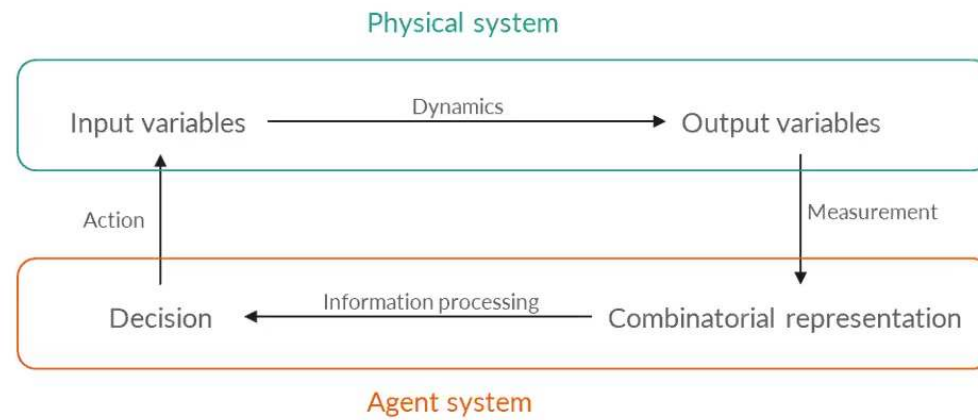 Physical system
Dynamics
Input variables
Output variables
Action
Measurement
Information processing
Decision
Combinatorial representation
Agent system